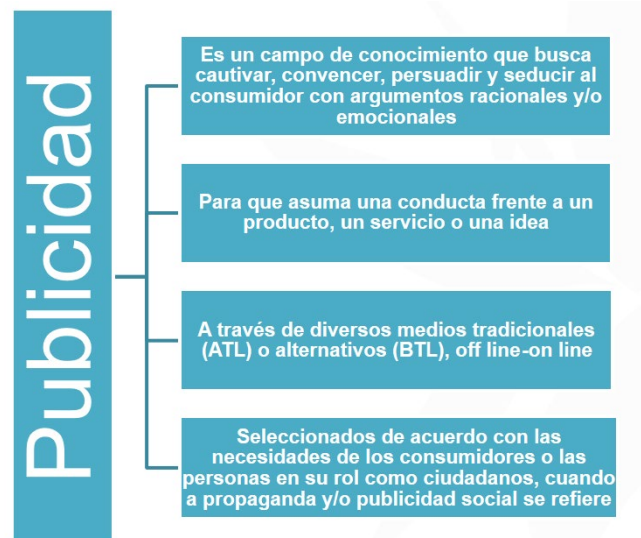 Publicidad
Es un campo de conocimiento que busca
cautivar, convencer, persuadir y seducir al
consumidor con argumentos racionales y/o
emocionales
Para que asuma una conducta frente a un
producto, un servicio o una idea
A través de diversos medios tradicionales
(ATL) o alternativos (BTL), off line-on line
Seleccionados de acuerdo con las
necesidades de los consumidores o las
personas en su rol como ciudadanos, cuando
a propaganda y/o publicidad social se refiere